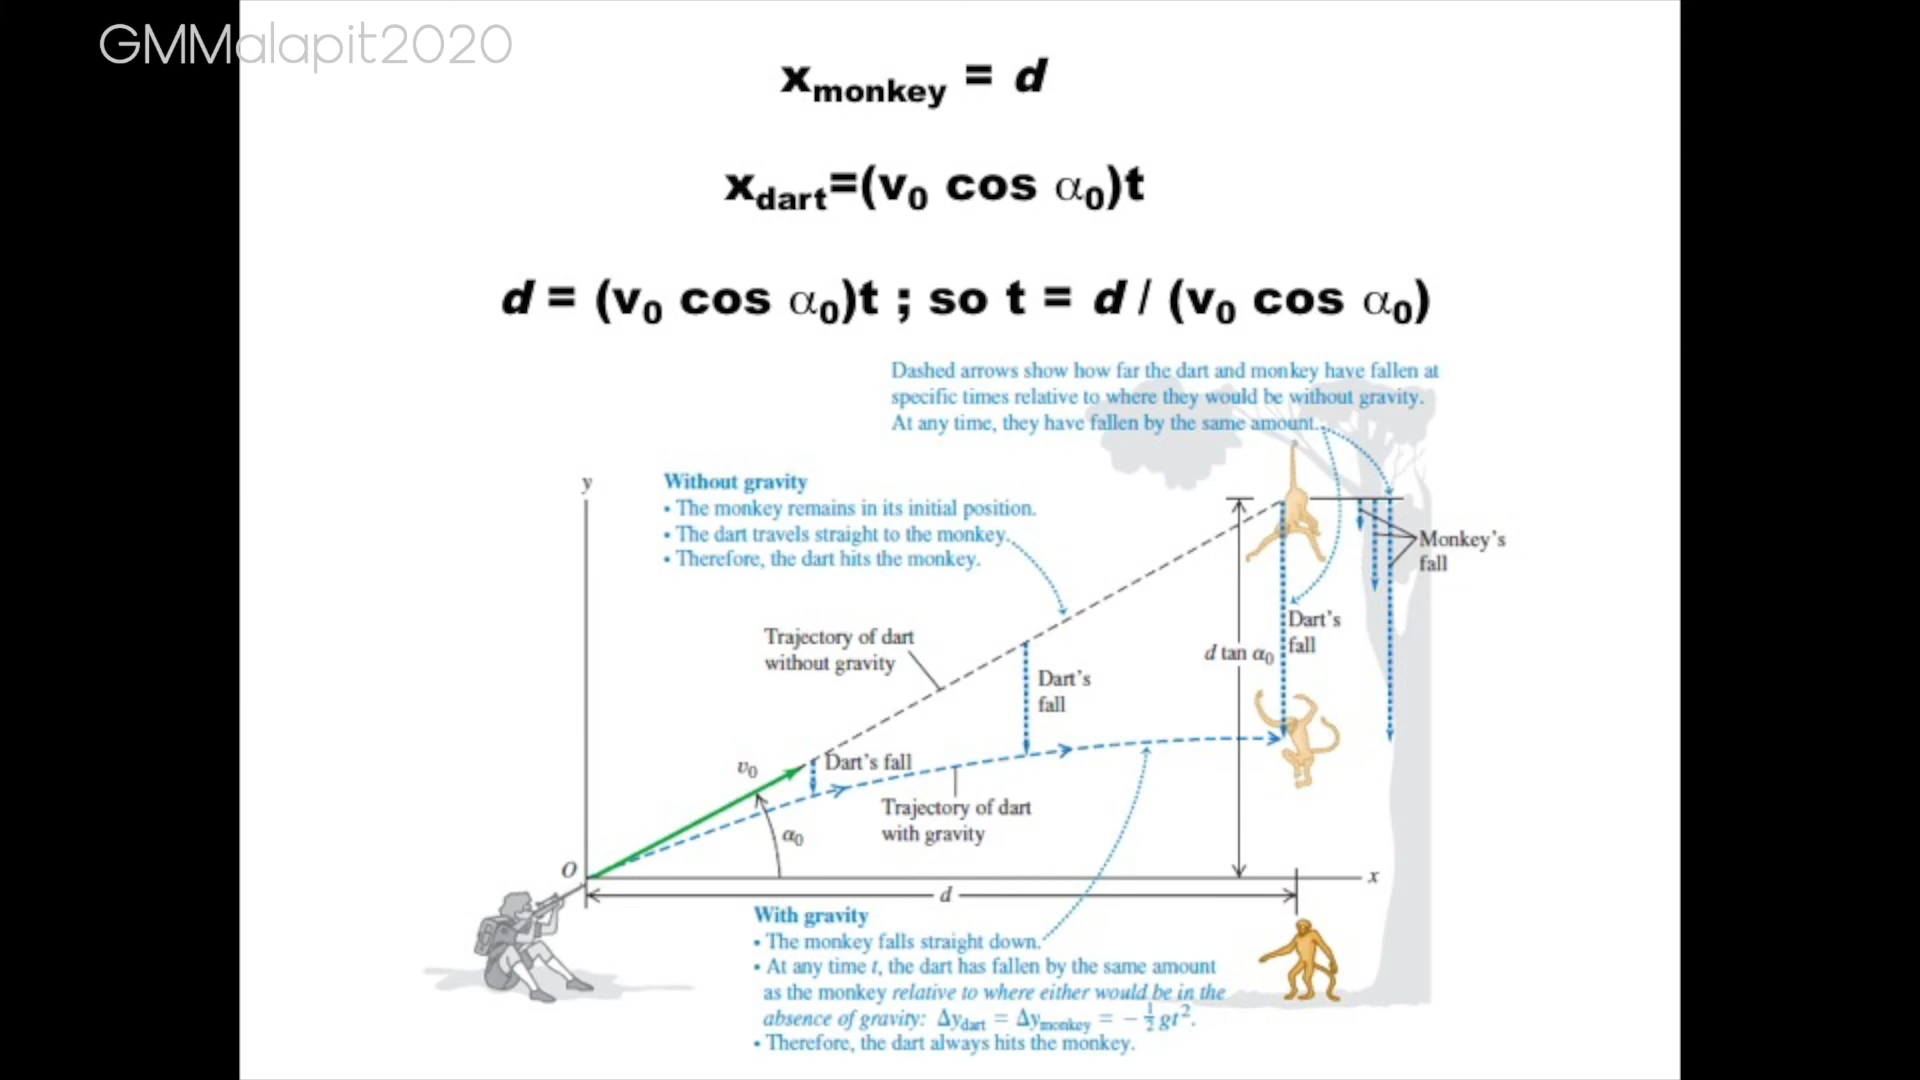 GMMalapit2020
x_monkey = d
x_dart=(v₀ cos α₀)t
d = (v₀ cos α₀)t ; so t = d / (v₀ cos α₀)
Dashed arrows show how far the dart and monkey have fallen at
specific times relative to where they would be without gravity.
At any time, they have fallen by the same amount.
y
Without gravity
• The monkey remains in its initial position.
• The dart travels straight to the monkey.
• Therefore, the dart hits the monkey.
Monkey's
fall
Trajectory of dart
without gravity
Dart's
fall
d tan α₀
Dart's
fall
v₀
Dart's fall
Trajectory of dart
with gravity
α₀
O
x
d
With gravity
• The monkey falls straight down.
• At any time t, the dart has fallen by the same amount
as the monkey relative to where either would be in the
absence of gravity: Δy_dart = Δy_monkey = − ½ gt².
• Therefore, the dart always hits the monkey.